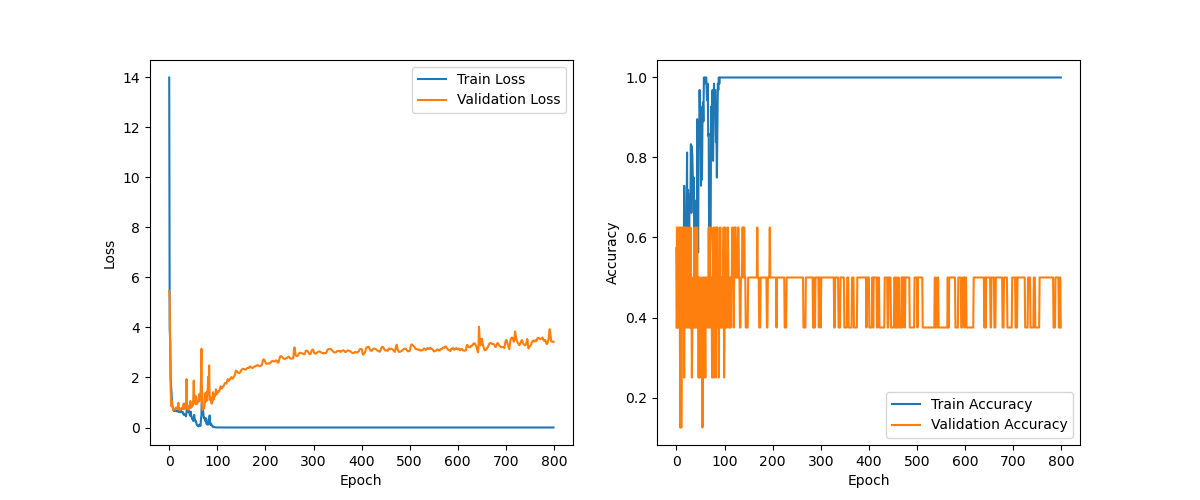 14
12
10
8
6
4
2
0
Loss
Train Loss
Validation Loss
0 100 200 300 400 500 600 700 800
Epoch
1.0
0.8
0.6
0.4
0.2
Accuracy
Train Accuracy
Validation Accuracy
0 100 200 300 400 500 600 700 800
Epoch